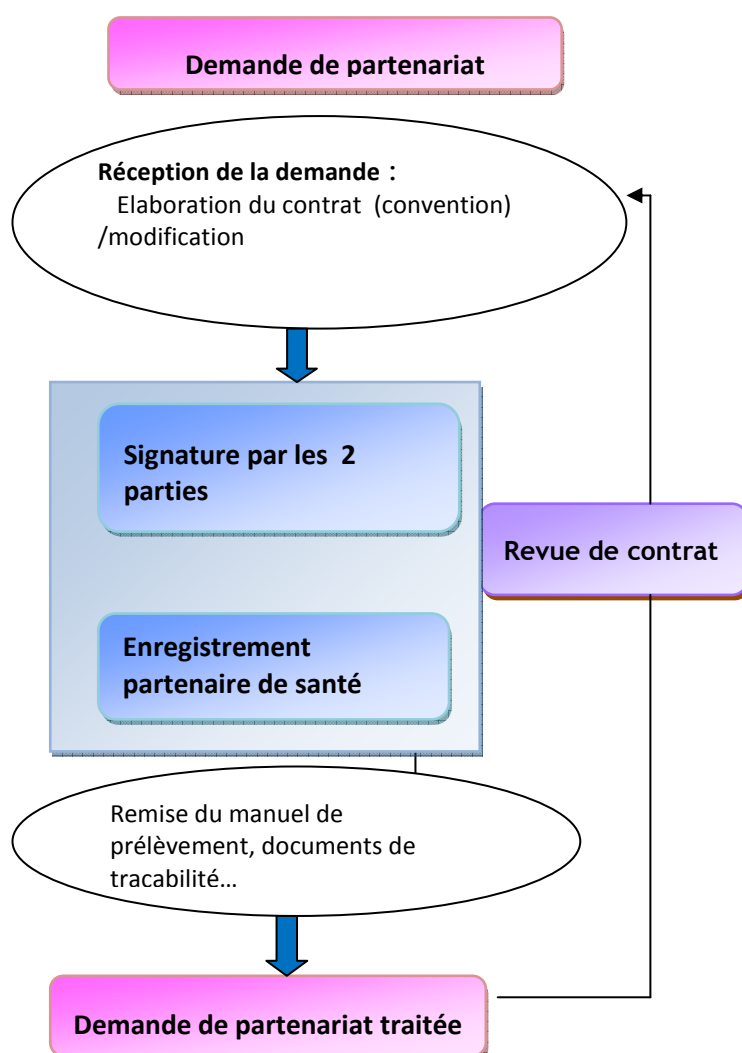 Demande de partenariat
Réception de la demande :
Elaboration du contrat (convention)
/modification
Signature par les 2
parties
Revue de contrat
Enregistrement
partenaire de santé
Remise du manuel de
prélèvement, documents de
tracabilité…
Demande de partenariat traitée